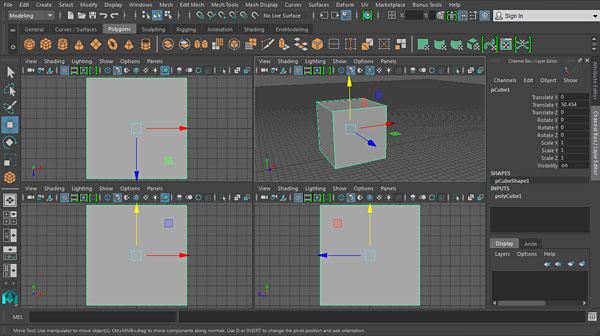 File Edit Create Select Modify Display Windows Mesh Edit Mesh Mesh Tools Mesh Display Curves Surfaces Deform UV Generate Cache Bonus Tools Help
Modeling No Live Surface X: Y: Z: Sign In
Curves / Surfaces Polygons Sculpting Rigging Animation Shading EnvModeling
Channel Box / Layer Editor
View Shading Lighting Show Options Panels
View Shading Lighting Show Options Panels
Channels Edit Object Show
pCube1
Translate X 0
Translate Y 50.454
Translate Z 0
Rotate X 0
Rotate Y 0
Rotate Z 0
Scale X 1
Scale Y 1
Scale Z 1
Visibility on
SHAPES
pCubeShape1
INPUTS
polyCube1
Attribute Editor
Channel Box / Layer Editor
View Shading Lighting Show Options Panels
View Shading Lighting Show Options Panels
Display Anim
Layers Options Help
MEL
Move Tool: Use manipulator to move object(s). Ctrl+MMB+drag to move components along normals. Use D or INSERT to change the pivot position and axis orientation.